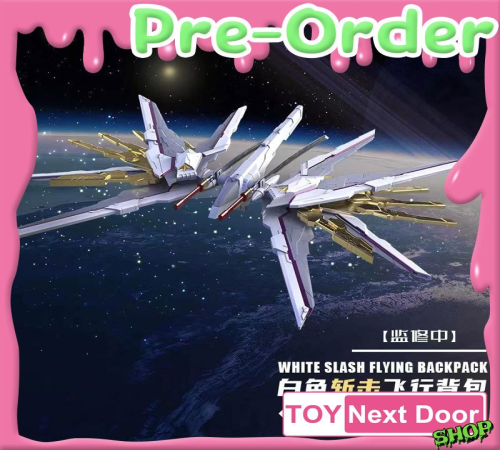 Pre-Order
【监修中】
WHITE SLASH FLYING BACKPACK
白色斩击飞行背包
TOY Next Door
SHOP